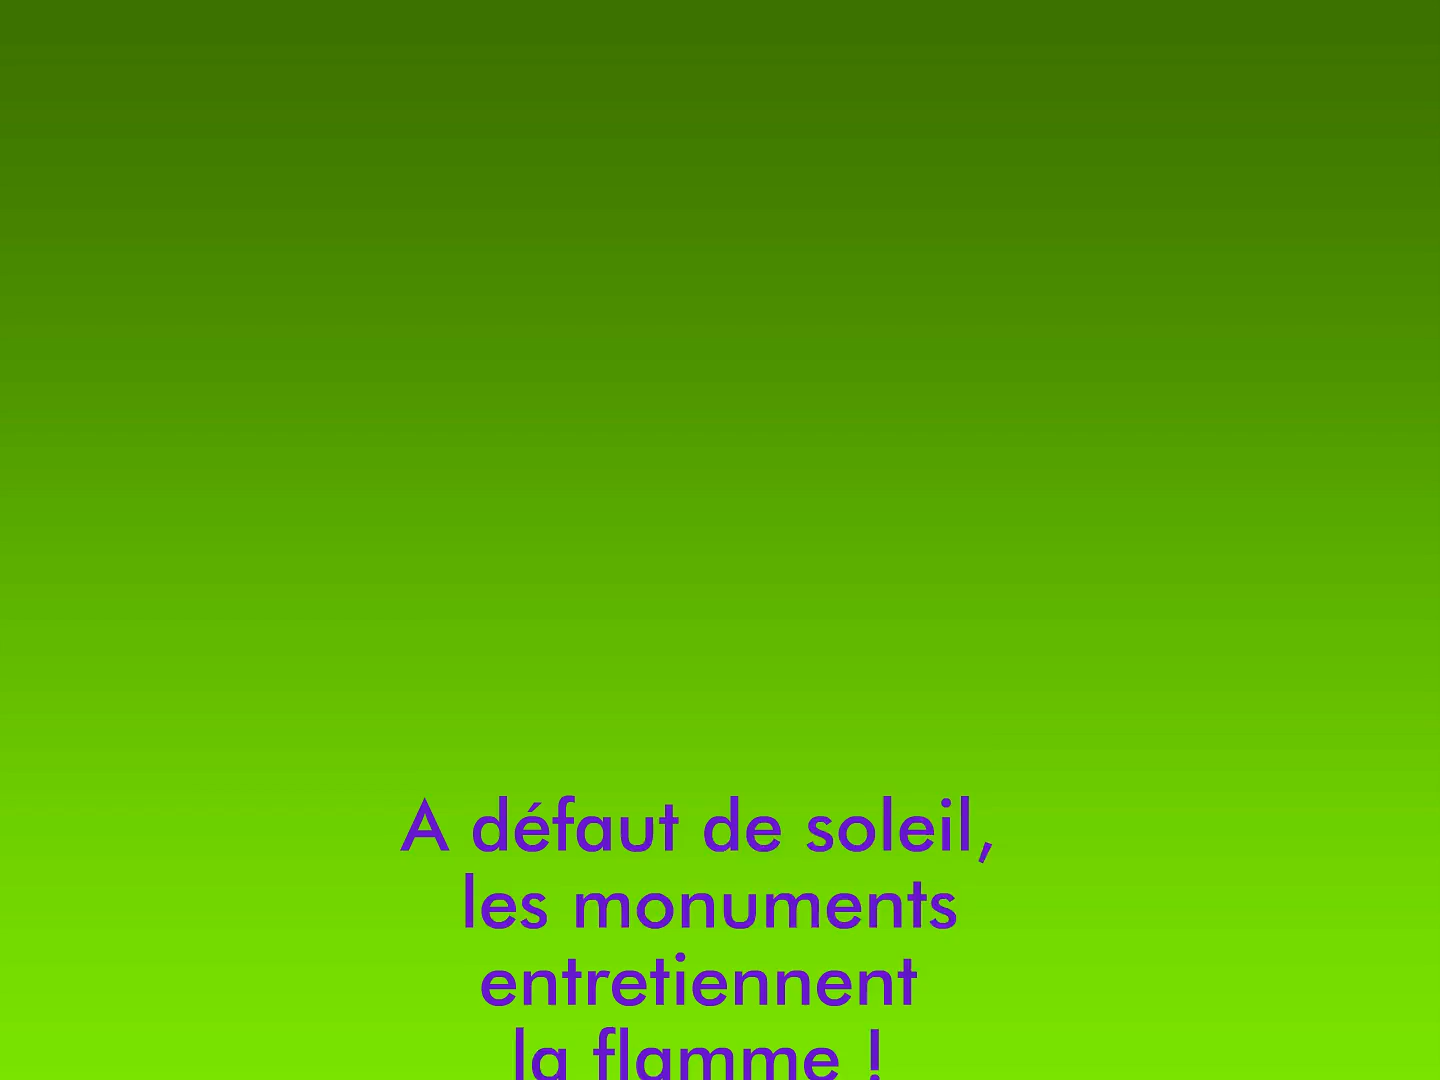 A défaut de soleil,
les monuments
entretiennent
la flamme !